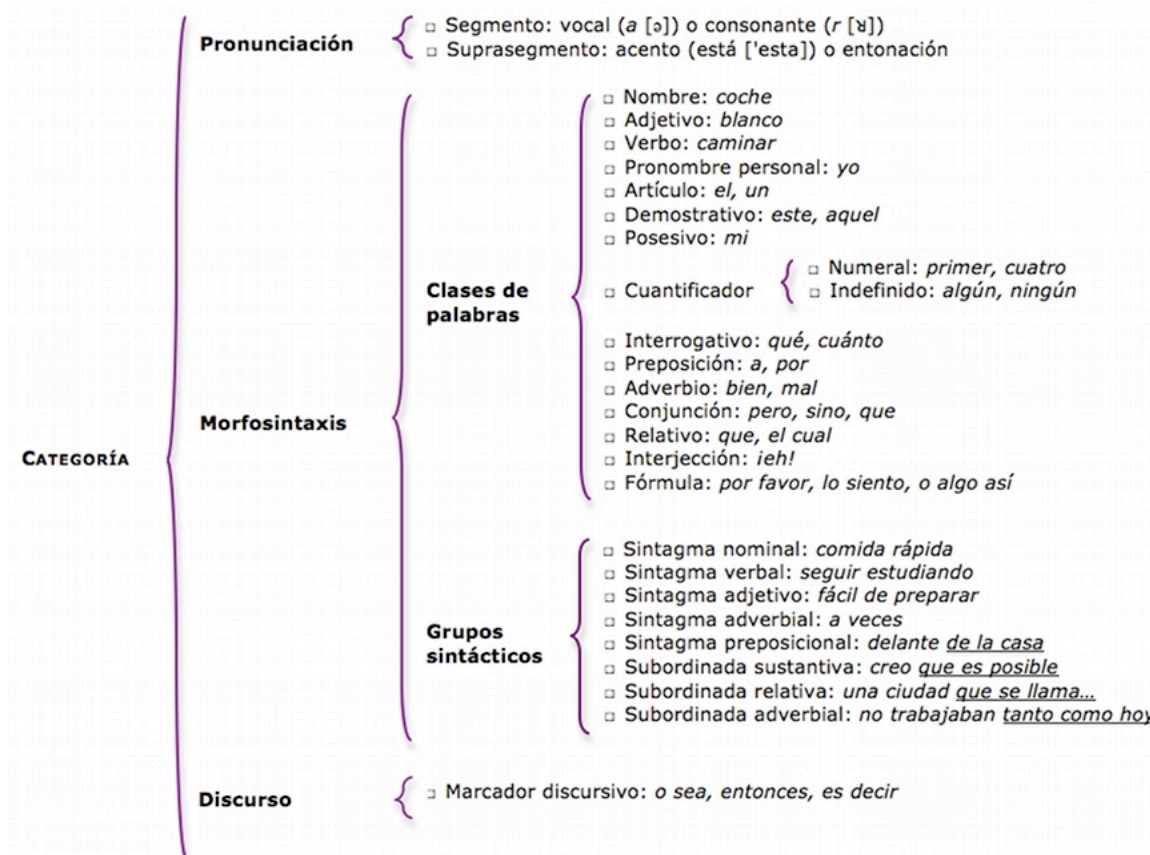 Pronunciación
□ Segmento: vocal (a [ə]) o consonante (r [ʁ])
□ Suprasegmento: acento (está ['esta]) o entonación
CATEGORÍA
Morfosintaxis
Clases de
palabras
□ Nombre: coche
□ Adjetivo: blanco
□ Verbo: caminar
□ Pronombre personal: yo
□ Artículo: el, un
□ Demostrativo: este, aquel
□ Posesivo: mi
□ Cuantificador
□ Numeral: primer, cuatro
□ Indefinido: algún, ningún
□ Interrogativo: qué, cuánto
□ Preposición: a, por
□ Adverbio: bien, mal
□ Conjunción: pero, sino, que
□ Relativo: que, el cual
□ Interjección: ¡eh!
□ Fórmula: por favor, lo siento, o algo así
Grupos
sintácticos
□ Sintagma nominal: comida rápida
□ Sintagma verbal: seguir estudiando
□ Sintagma adjetivo: fácil de preparar
□ Sintagma adverbial: a veces
□ Sintagma preposicional: delante de la casa
□ Subordinada sustantiva: creo que es posible
□ Subordinada relativa: una ciudad que se llama...
□ Subordinada adverbial: no trabajaban tanto como hoy
Discurso
□ Marcador discursivo: o sea, entonces, es decir